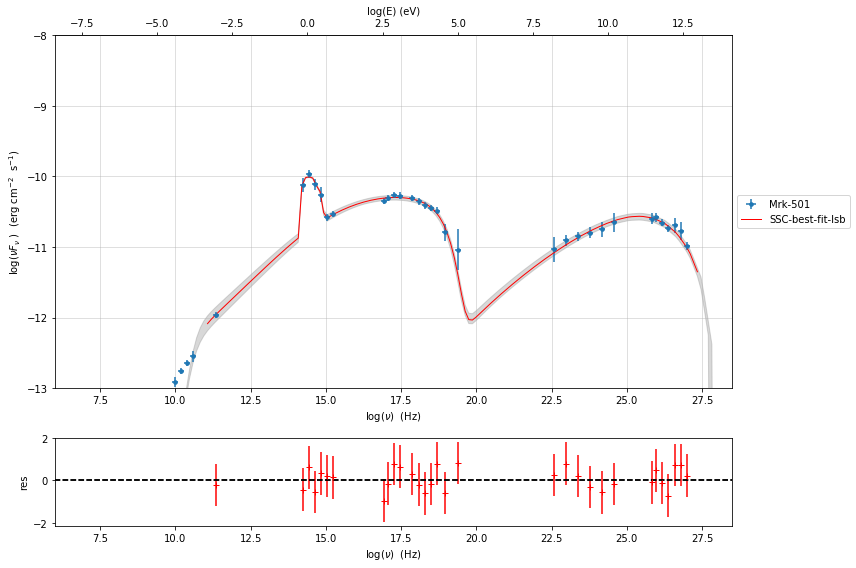 log(E) (eV)
−7.5 −5.0 −2.5 0.0 2.5 5.0 7.5 10.0 12.5
−8
−9
−10
−11
−12
−13
log(νFν ) (erg cm−2 s−1)
Mrk-501
SSC-best-fit-lsb
7.5 10.0 12.5 15.0 17.5 20.0 22.5 25.0 27.5
log(ν) (Hz)
2
0
−2
res
7.5 10.0 12.5 15.0 17.5 20.0 22.5 25.0 27.5
log(ν) (Hz)